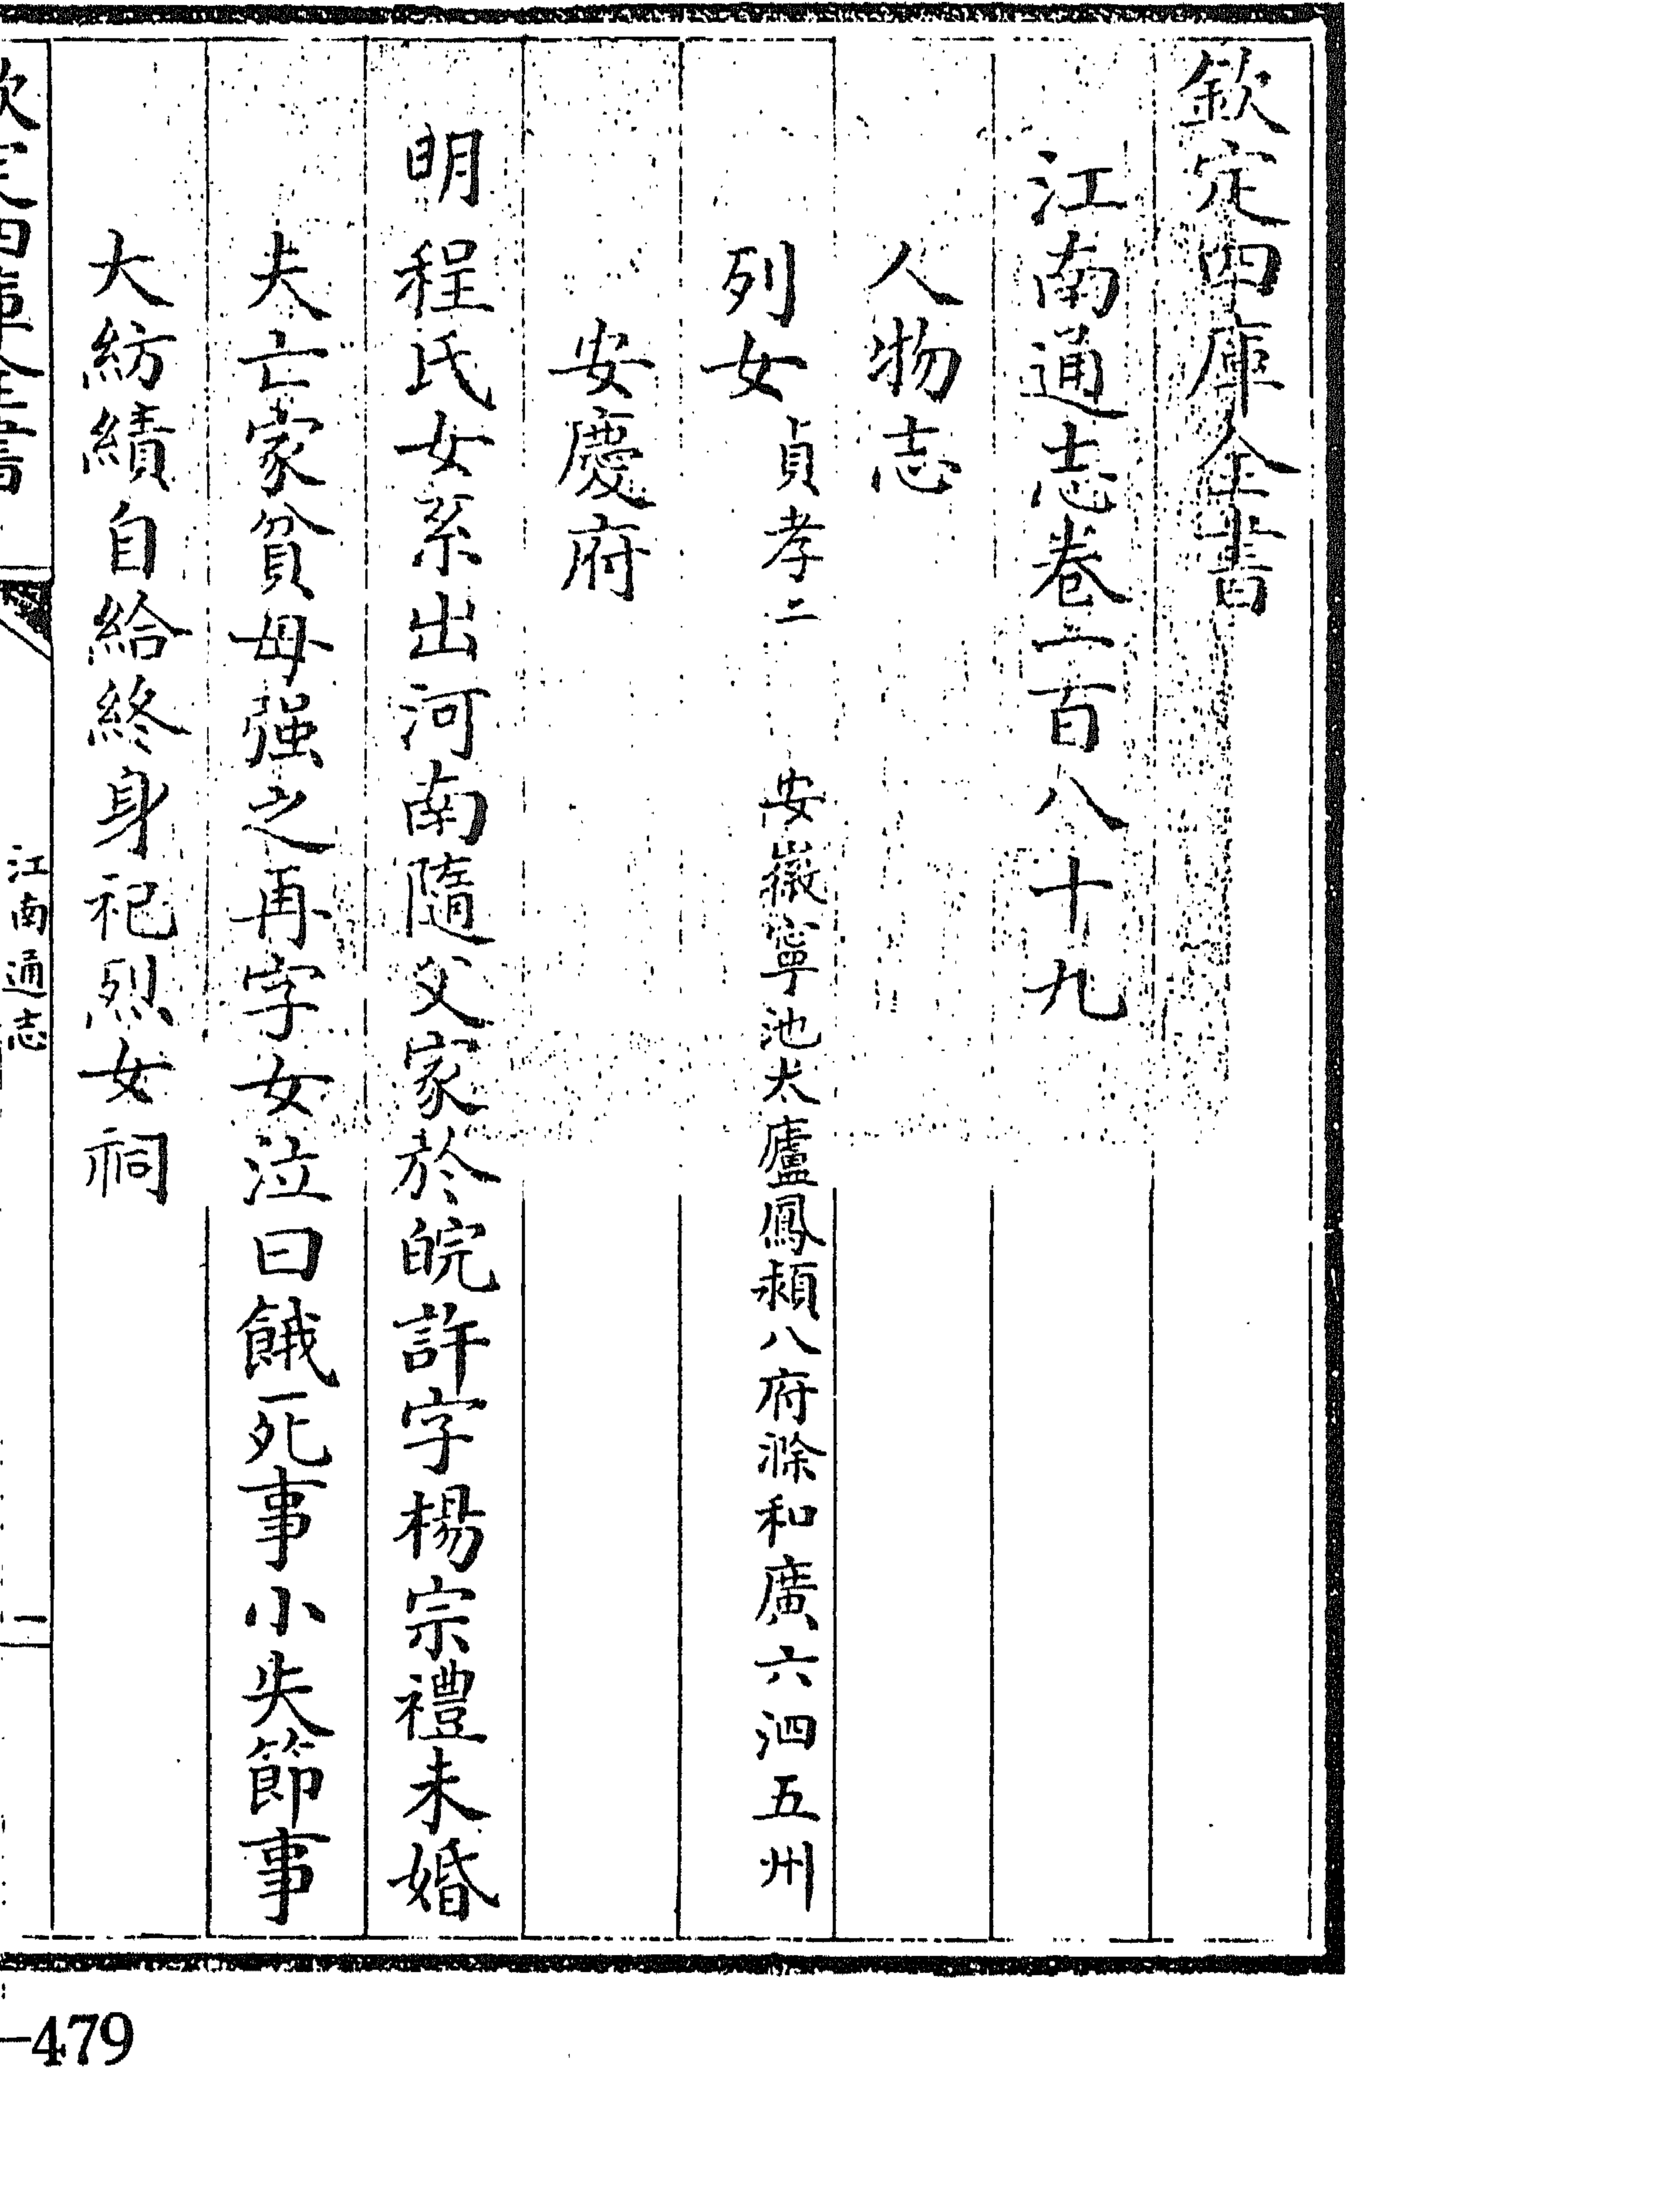 欽定四庫全書
江南通志卷一百八十九
人物志
列女貞孝二 安徽寧池太廬鳳潁八府滁和廣六泗五州
安慶府
明程氏女系出河南隨父家於皖許字楊宗禮未婚
夫亡家貧母强之再字女泣曰餓死事小失節事
大紡績自給終身祀烈女祠
欽定四庫全書
江南通志
一
-479